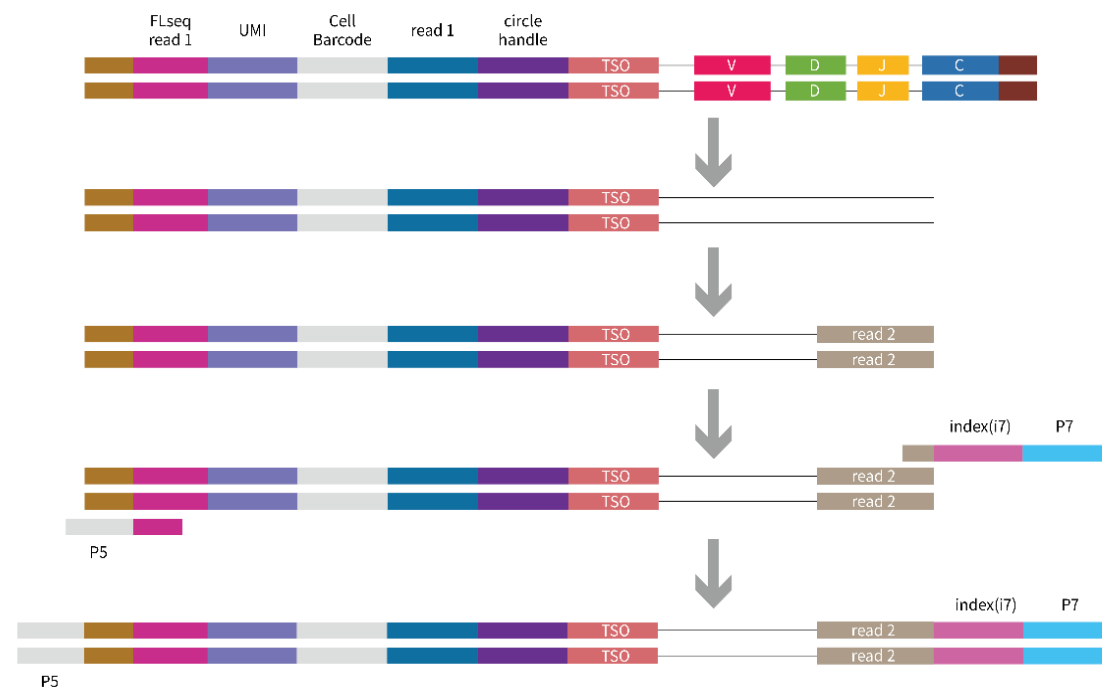 FLseq
read 1
UMI
Cell
Barcode
read 1
circle
handle
TSO V D J C
TSO V D J C
TSO
TSO
TSO read 2
TSO read 2
index(i7) P7
TSO read 2
TSO read 2
P5
index(i7) P7
TSO read 2
TSO read 2
P5